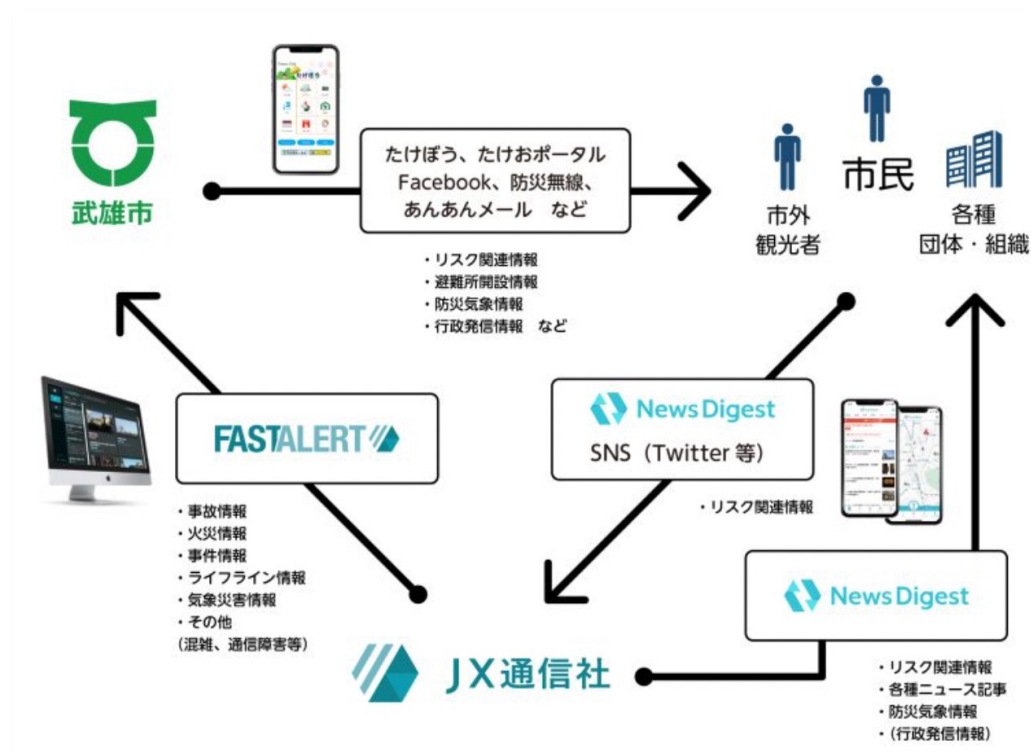 たけぼう
武雄市
たけぼう、たけおポータル
Facebook、防災無線、
あんあんメール　など
・リスク関連情報
・避難所開設情報
・防災気象情報
・行政発信情報　など
市民
市外
観光者
各種
団体・組織
FASTALERT
・事故情報
・火災情報
・事件情報
・ライフライン情報
・気象災害情報
・その他
(混雑、通信障害等)
NewsDigest
SNS（Twitter 等）
・リスク関連情報
NewsDigest
・リスク関連情報
・各種ニュース記事
・防災気象情報
・(行政発信情報)
JX通信社